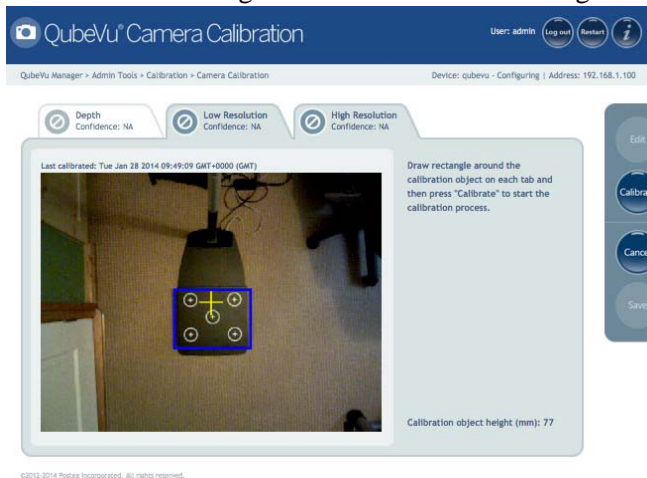 QubeVu® Camera Calibration
User: admin
Log out
Restart
i
QubeVu Manager > Admin Tools > Calibration > Camera Calibration
Device: qubevu - Configuring | Address: 192.168.1.100
Depth
Confidence: NA
Low Resolution
Confidence: NA
High Resolution
Confidence: NA
Last calibrated: Tue Jan 28 2014 09:49:09 GMT+0000 (GMT)
Draw rectangle around the
calibration object on each tab and
then press "Calibrate" to start the
calibration process.
Edit
Calibra
Cance
Save
Calibration object height (mm): 77
©2012-2014 Postea Incorporated. All rights reserved.